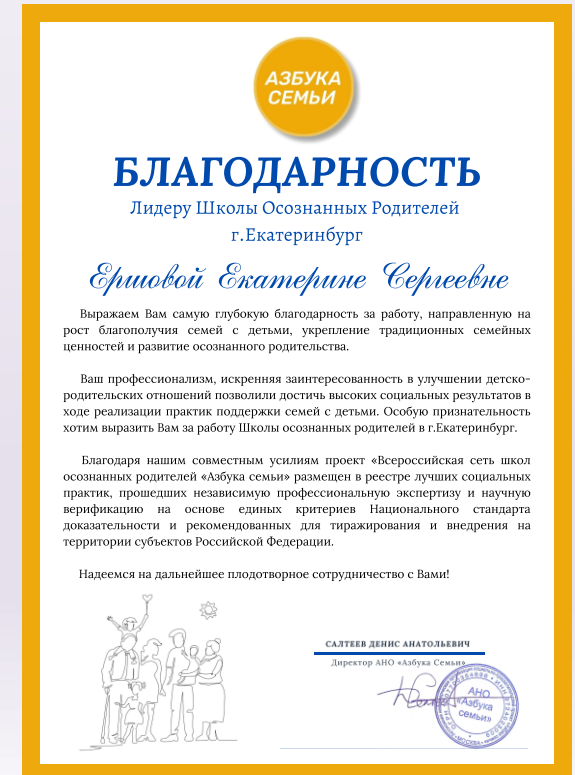 АЗБУКА
СЕМЬИ
БЛАГОДАРНОСТЬ
Лидеру Школы Осознанных Родителей
г.Екатеринбург
Ершовой Екатерине Сергеевне
Выражаем Вам самую глубокую благодарность за работу, направленную на
рост благополучия семей с детьми, укрепление традиционных семейных
ценностей и развитие осознанного родительства.
Ваш профессионализм, искренняя заинтересованность в улучшении детско-
родительских отношений позволили достичь высоких социальных результатов в
ходе реализации практик поддержки семей с детьми. Особую признательность
хотим выразить Вам за работу Школы осознанных родителей в г.Екатеринбург.
Благодаря нашим совместным усилиям проект «Всероссийская сеть школ
осознанных родителей «Азбука семьи» размещен в реестре лучших социальных
практик, прошедших независимую профессиональную экспертизу и научную
верификацию на основе единых критериев Национального стандарта
доказательности и рекомендованных для тиражирования и внедрения на
территории субъектов Российской Федерации.
Надеемся на дальнейшее плодотворное сотрудничество с Вами!
САЛТЕЕВ ДЕНИС АНАТОЛЬЕВИЧ
Директор АНО «Азбука Семьи»
АНО
«Азбука
семьи»
МОСКВА